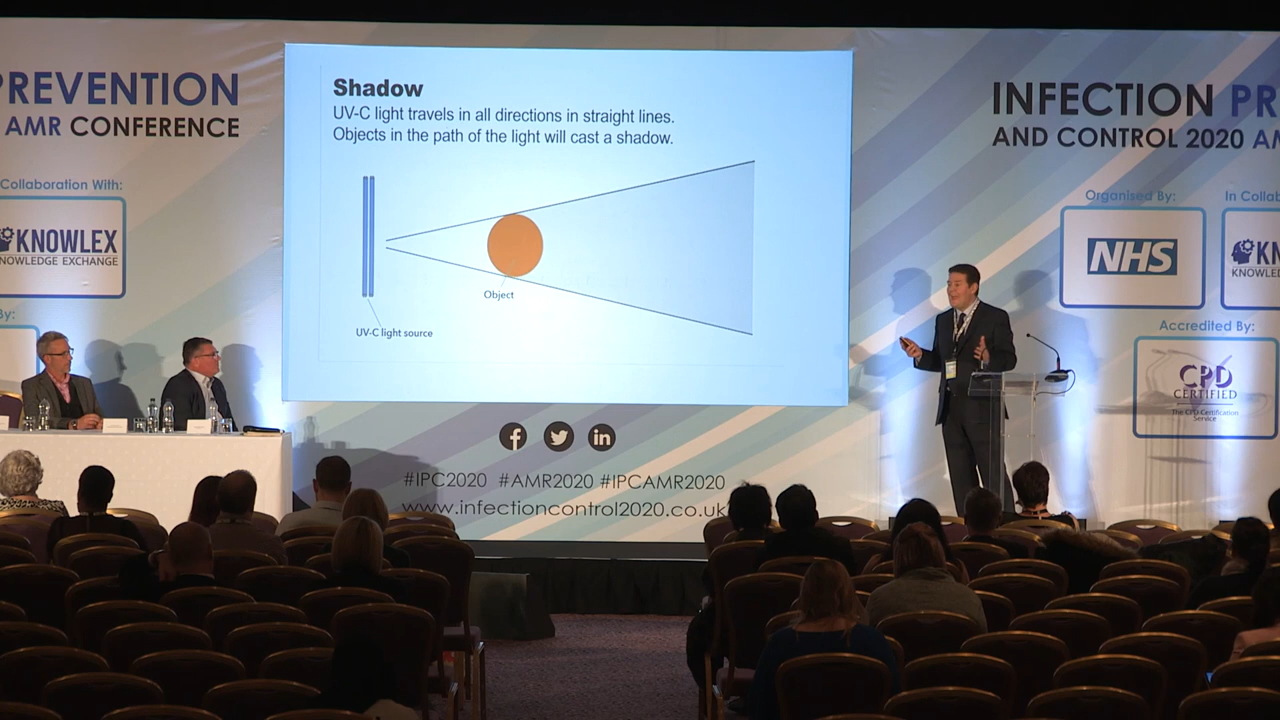 PREVENTION
AMR CONFERENCE
Collaboration With:
KNOWLEX
KNOWLEDGE EXCHANGE
By:
Shadow
UV-C light travels in all directions in straight lines.
Objects in the path of the light will cast a shadow.
Object
UV-C light source
#IPC2020 #AMR2020 #IPCAMR2020
www.infectioncontrol2020.co.uk
INFECTION PR
AND CONTROL 2020 AM
Organised By:
In Collab
NHS
KN
KNOWLED
Accredited By:
CPD
CERTIFIED
The CPD Certification
Service